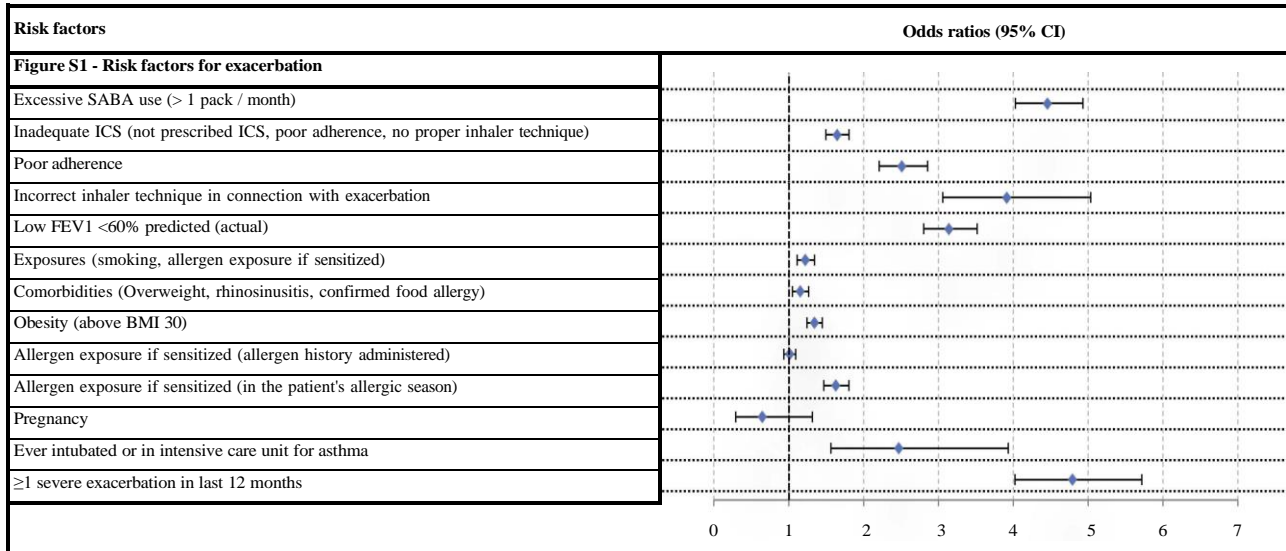 Risk factors
Odds ratios (95% CI)
Figure S1 - Risk factors for exacerbation
Excessive SABA use (> 1 pack / month)
Inadequate ICS (not prescribed ICS, poor adherence, no proper inhaler technique)
Poor adherence
Incorrect inhaler technique in connection with exacerbation
Low FEV1 <60% predicted (actual)
Exposures (smoking, allergen exposure if sensitized)
Comorbidities (Overweight, rhinosinusitis, confirmed food allergy)
Obesity (above BMI 30)
Allergen exposure if sensitized (allergen history administered)
Allergen exposure if sensitized (in the patient's allergic season)
Pregnancy
Ever intubated or in intensive care unit for asthma
≥1 severe exacerbation in last 12 months
0 1 2 3 4 5 6 7